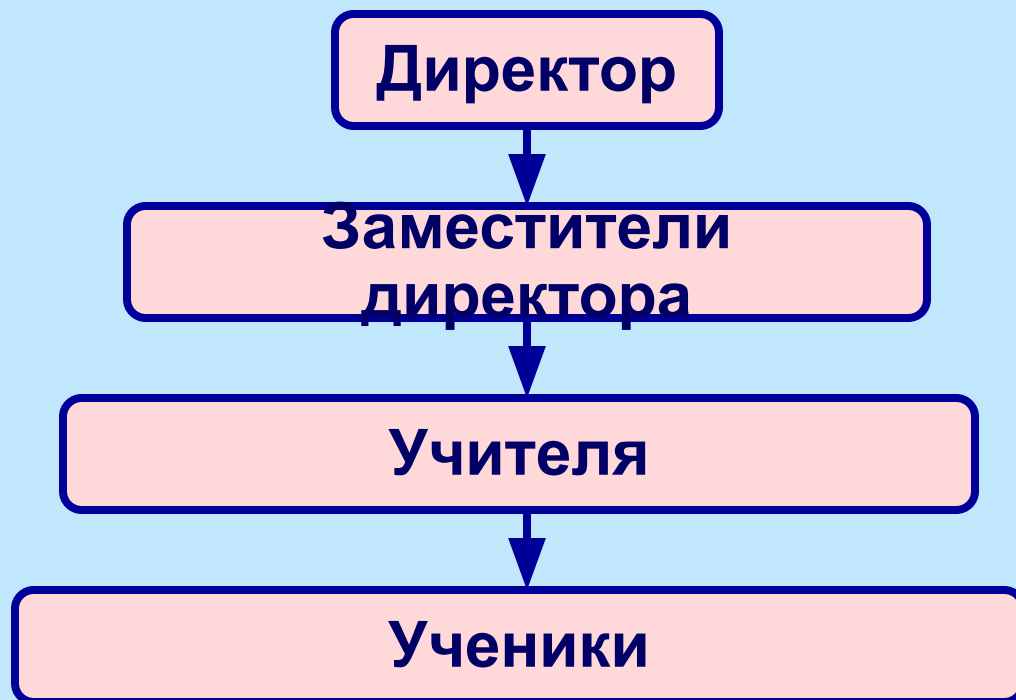 Директор
Заместители
директора
Учителя
Ученики